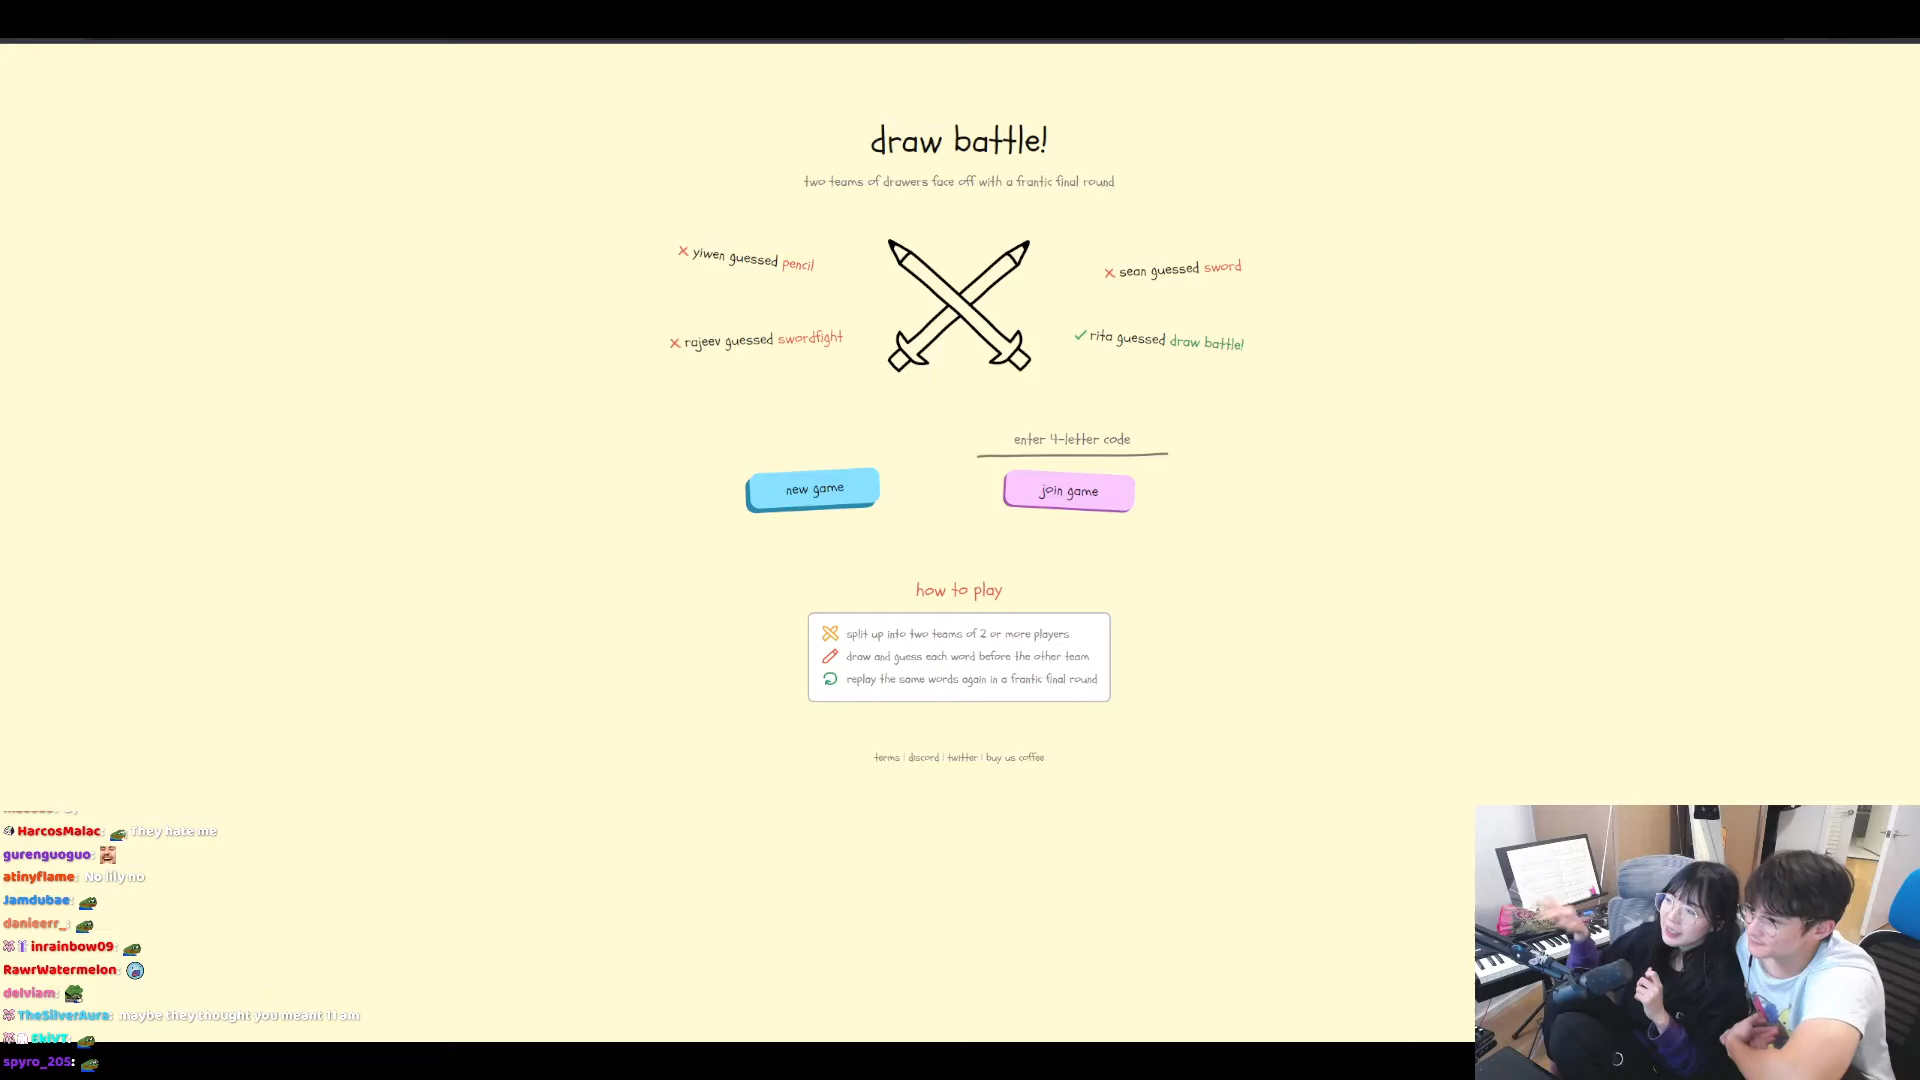 draw battle!
two teams of drawers face off with a frantic final round
yiwen guessed pencil
sean guessed sword
rajeev guessed swordfight
rita guessed draw battle!
enter 4-letter code
new game
join game
how to play
split up into two teams of 2 or more players
draw and guess each word before the other team
replay the same words again in a frantic final round
terms | discord | twitter | buy us coffee
HarcosMalac: They hate me
gurenguoguo:
atinyflame: No lily no
Jamdubae:
danieerr_:
inrainbow09:
RawrWatermelon:
delviam:
TheSilverAura: maybe they thought you meant 11 am
EkiVT:
spyro_205: